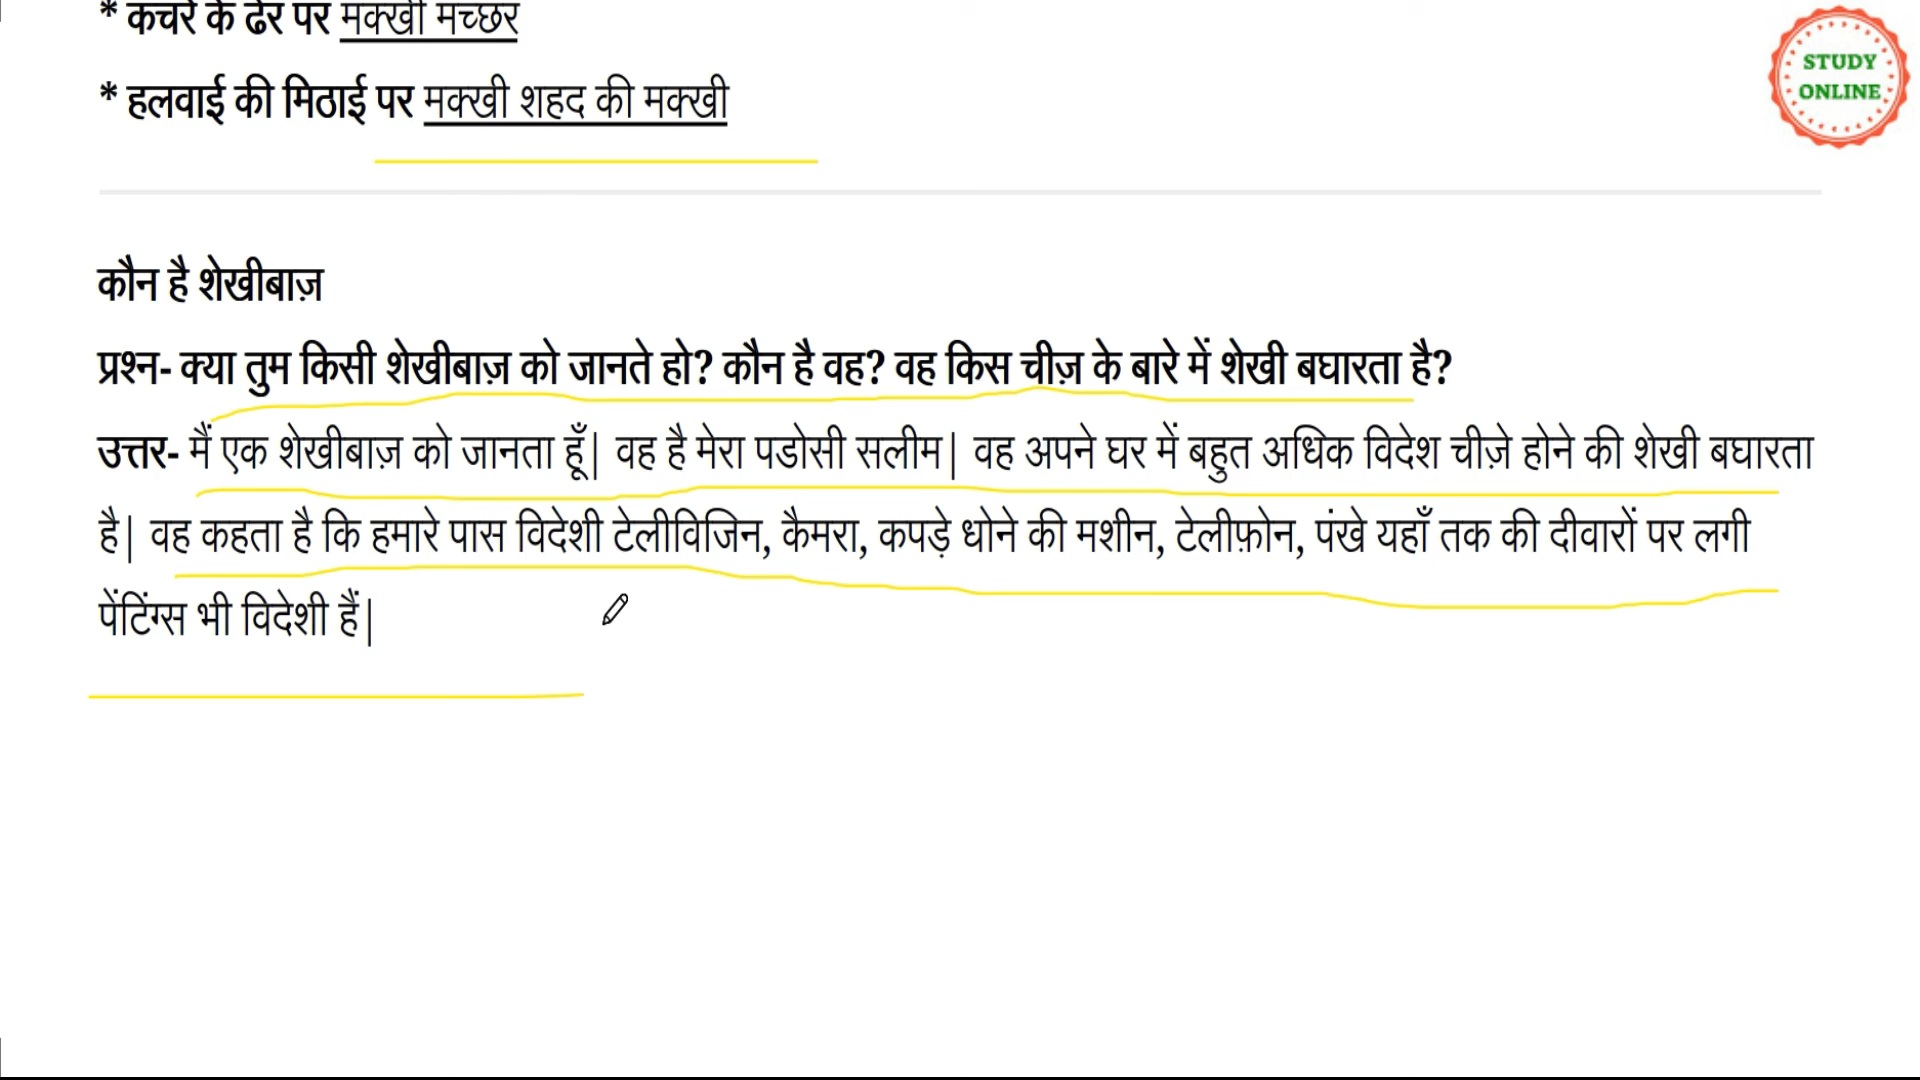 * कचरे के ढेर पर मक्खी मच्छर
* हलवाई की मिठाई पर मक्खी शहद की मक्खी
STUDY
ONLINE
कौन है शेखीबाज़
प्रश्न- क्या तुम किसी शेखीबाज़ को जानते हो? कौन है वह? वह किस चीज़ के बारे में शेखी बघारता है?
उत्तर- मैं एक शेखीबाज़ को जानता हूँ| वह है मेरा पडोसी सलीम| वह अपने घर में बहुत अधिक विदेश चीज़े होने की शेखी बघारता
है| वह कहता है कि हमारे पास विदेशी टेलीविजिन, कैमरा, कपड़े धोने की मशीन, टेलीफ़ोन, पंखे यहाँ तक की दीवारों पर लगी
पेंटिंग्स भी विदेशी हैं|